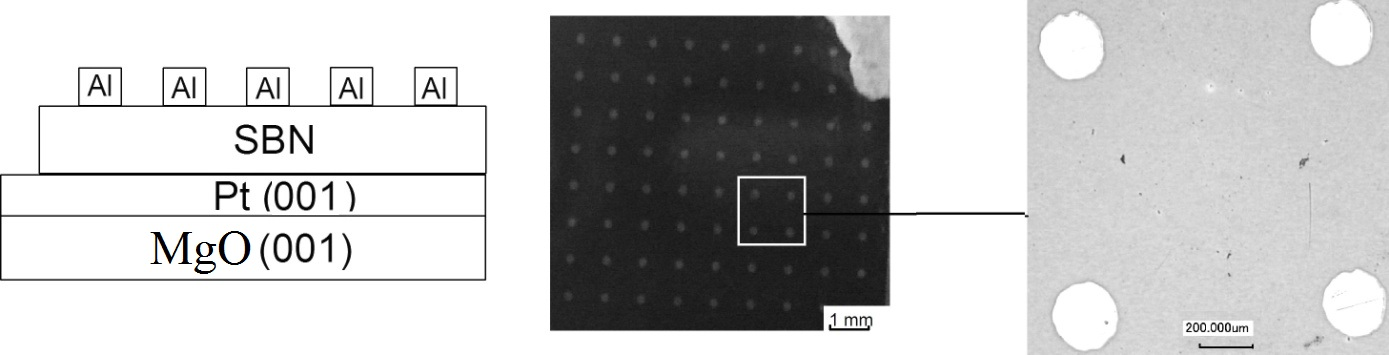 Al Al Al Al Al
SBN
Pt (001)
MgO (001)
1 mm
200.000um